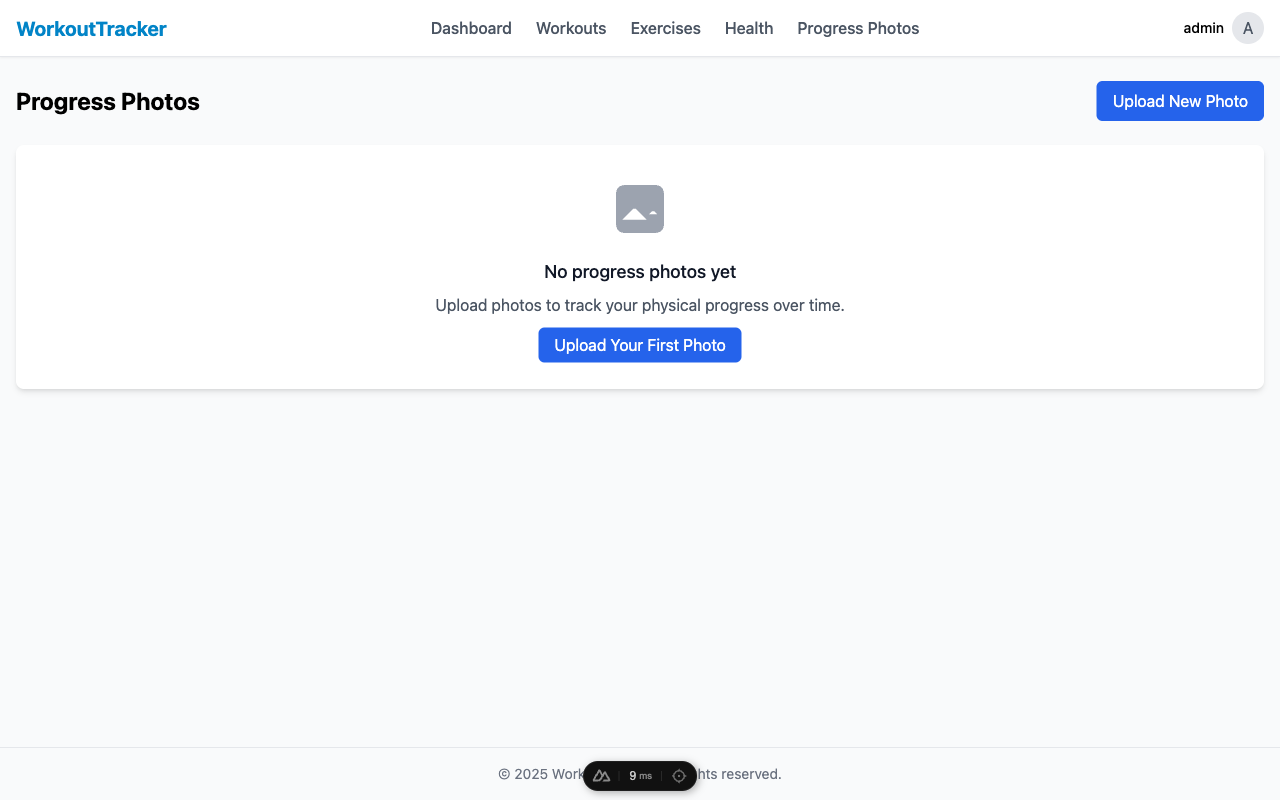 WorkoutTracker
Dashboard Workouts Exercises Health Progress Photos
admin A
Progress Photos
Upload New Photo
No progress photos yet
Upload photos to track your physical progress over time.
Upload Your First Photo
© 2025 Work hts reserved.
9 ms